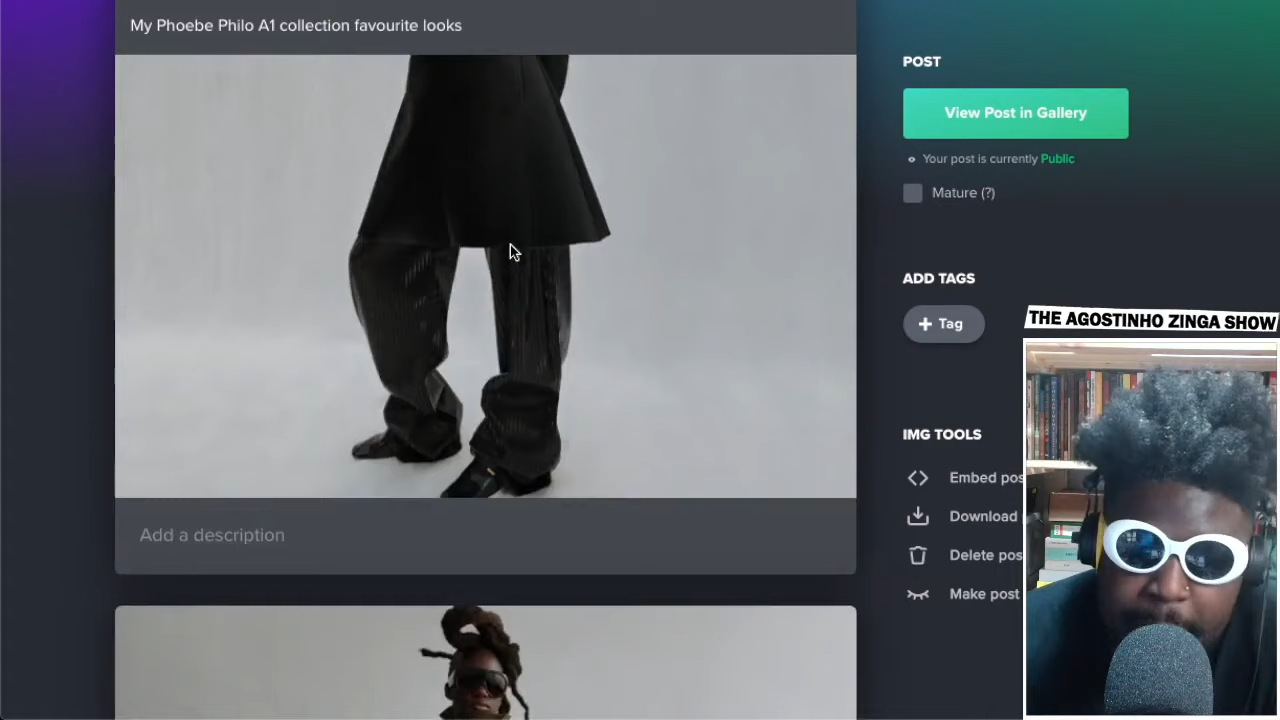 My Phoebe Philo A1 collection favourite looks
POST
View Post in Gallery
Your post is currently Public
Mature (?)
ADD TAGS
+ Tag
THE AGOSTINHO ZINGA SHOW
IMG TOOLS
Embed pos
Download
Delete pos
Make post
Add a description